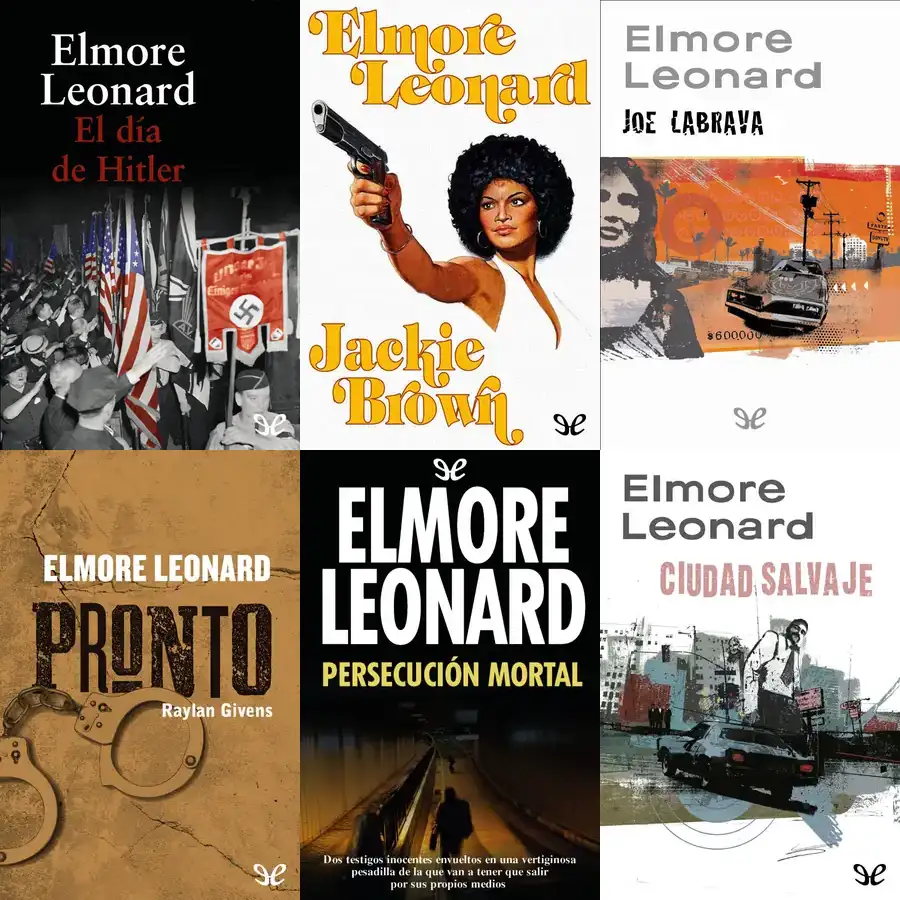 Elmore
Leonard
El día
de Hitler
Elmore
Leonard
Jackie
Brown
Elmore
Leonard
JOE LABRAVA
$600000
ELMORE LEONARD
PRONTO
Raylan Givens
ELMORE
LEONARD
PERSECUCIÓN MORTAL
Dos testigos inocentes envueltos en una vertiginosa
pesadilla de la que van a tener que salir
por sus propios medios
Elmore
Leonard
CIUDAD SALVAJE